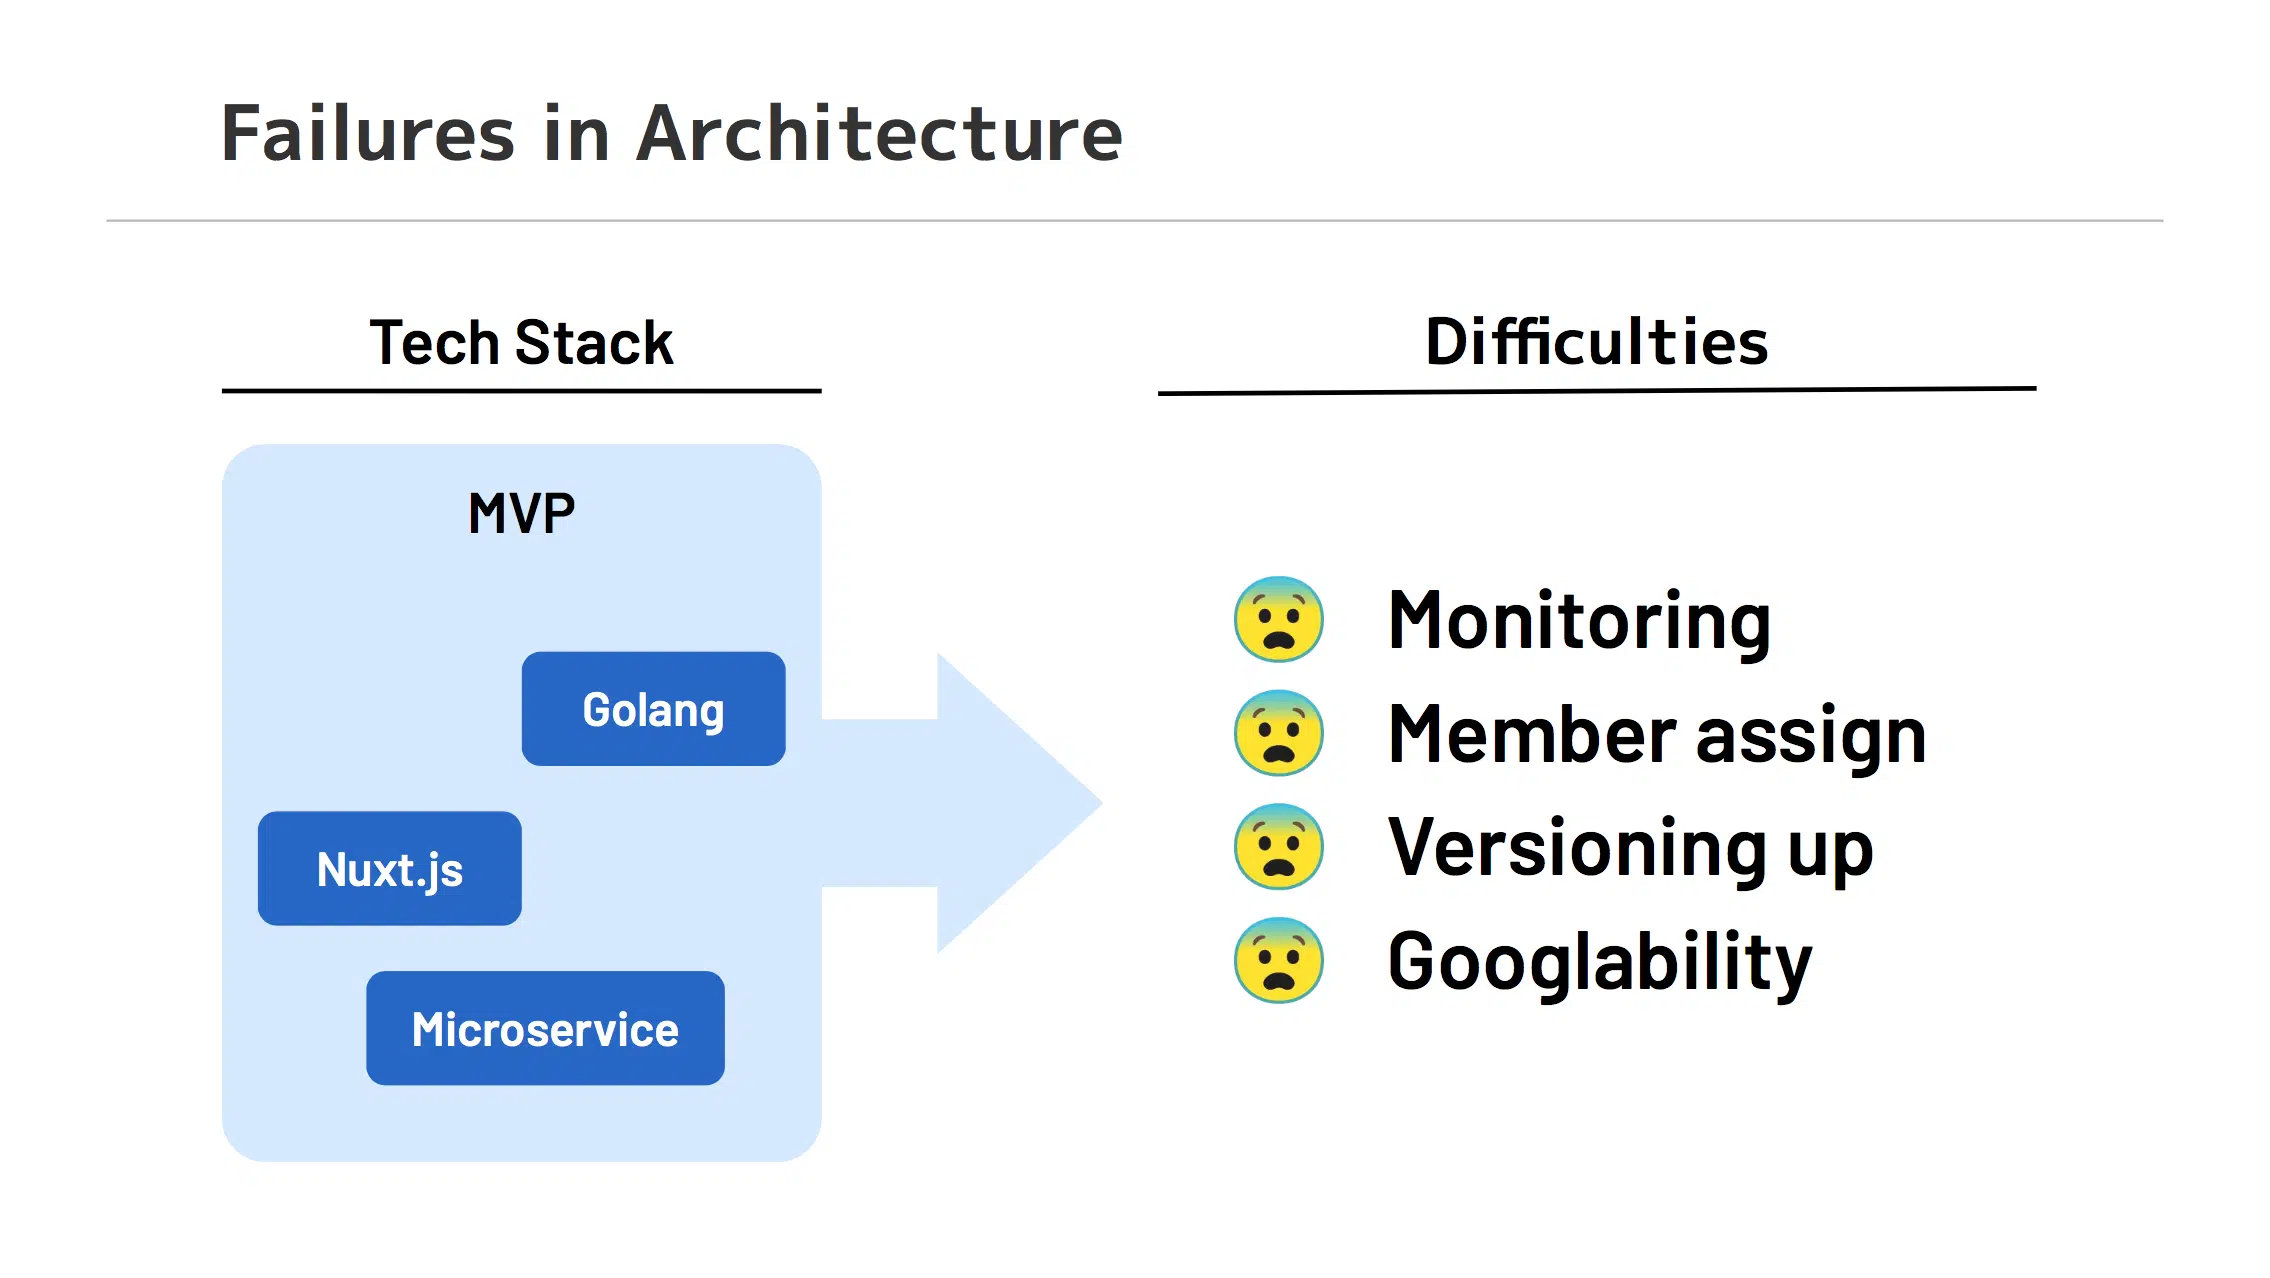 Failures in Architecture
Tech Stack
MVP
Golang
Nuxt.js
Microservice
Difficulties
Monitoring
Member assign
Versioning up
Googlability